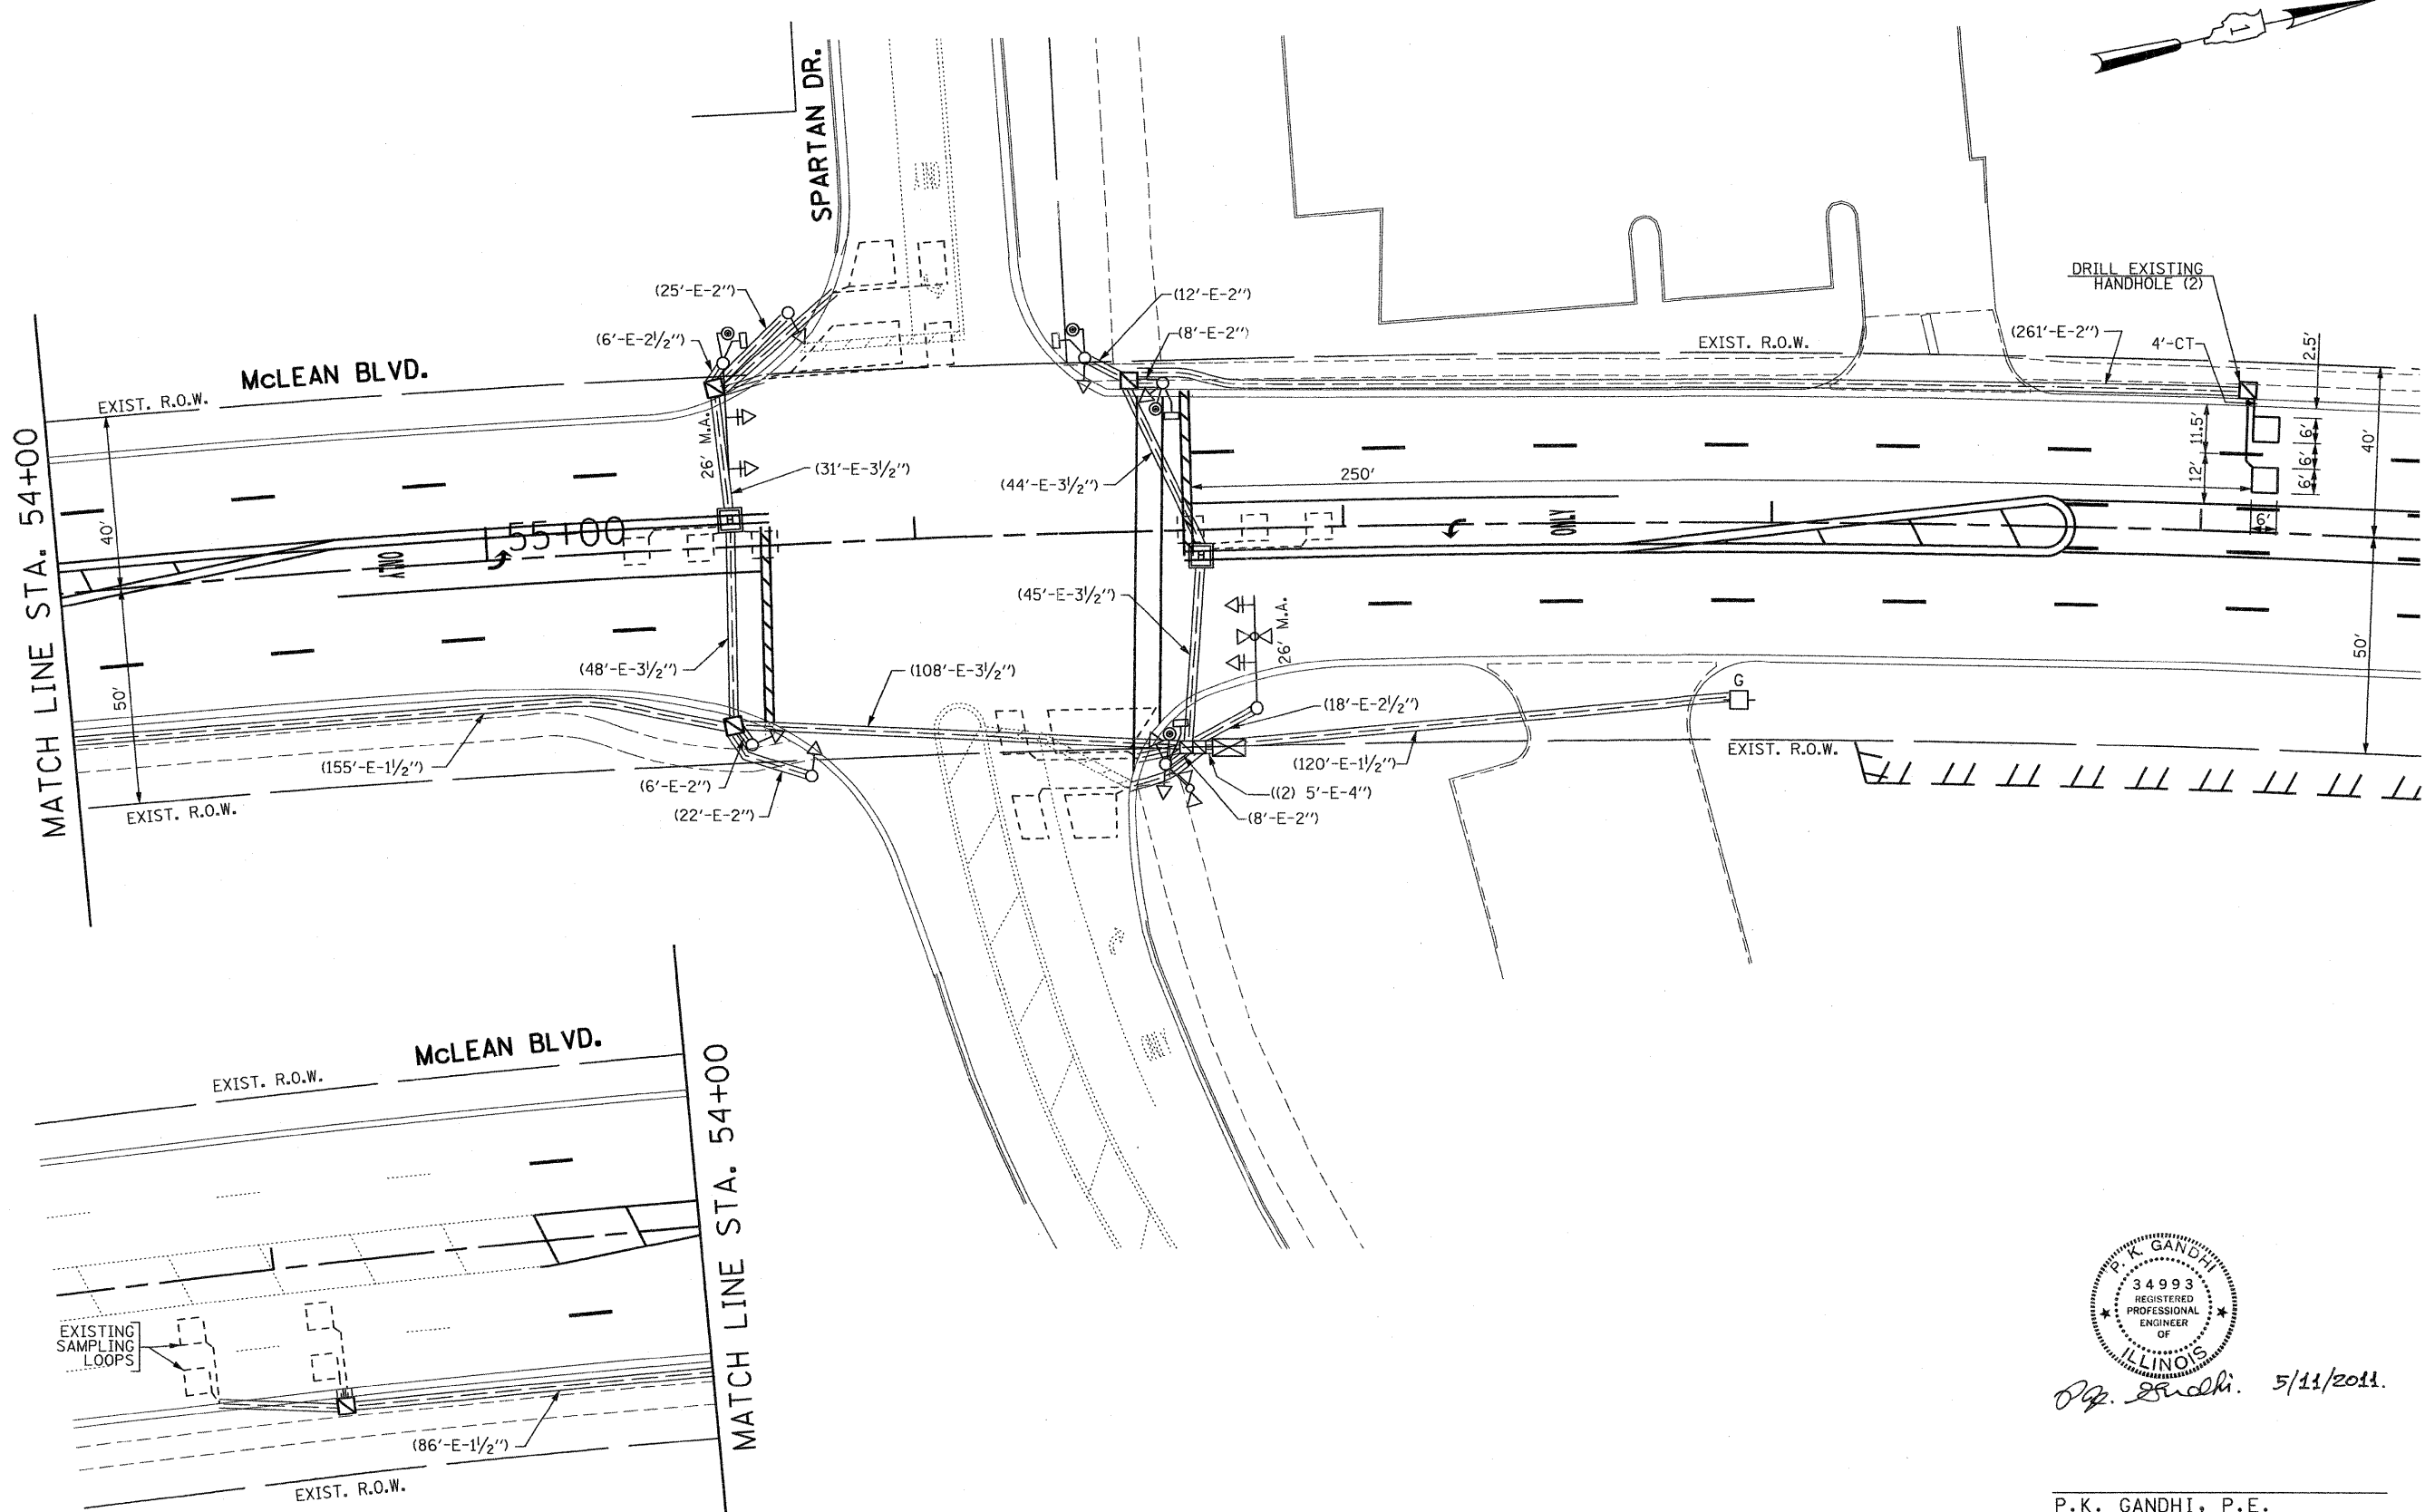 1
SPARTAN DR.
ONLY
(25'-E-2")
(6'-E-2½")
(12'-E-2")
(8'-E-2")
DRILL EXISTING
HANDHOLE (2)
(261'-E-2")
4'-CT
2.5'
EXIST. R.O.W.
McLEAN BLVD.
EXIST. R.O.W.
MATCH LINE STA. 54+00
40'
50'
26' M.A.
(31'-E-3½")
(44'-E-3½")
250'
11.5'
12'
6'
6'
6'
6'
40'
50'
55+00
ONLY
ONLY
(45'-E-3½")
26' M.A.
(48'-E-3½")
(108'-E-3½")
(18'-E-2½")
G
(155'-E-1½")
(120'-E-1½")
EXIST. R.O.W.
(6'-E-2")
((2) 5'-E-4")
(22'-E-2")
(8'-E-2")
EXIST. R.O.W.
ONLY
McLEAN BLVD.
EXIST. R.O.W.
MATCH LINE STA. 54+00
EXISTING
SAMPLING
LOOPS
(86'-E-1½")
EXIST. R.O.W.
P. K. GANDHI
34993
REGISTERED
PROFESSIONAL
ENGINEER
OF
ILLINOIS
5/11/2011.
P.K. GANDHI, P.E.